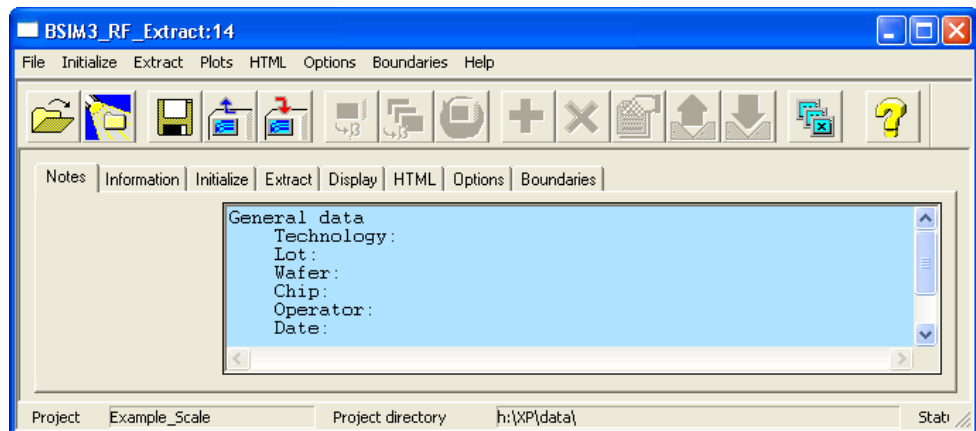 BSIM3_RF_Extract:14
File Initialize Extract Plots HTML Options Boundaries Help
Notes Information Initialize Extract Display HTML Options Boundaries
General data
Technology:
Lot:
Wafer:
Chip:
Operator:
Date:
Project Example_Scale Project directory h:\XP\data\ Stat